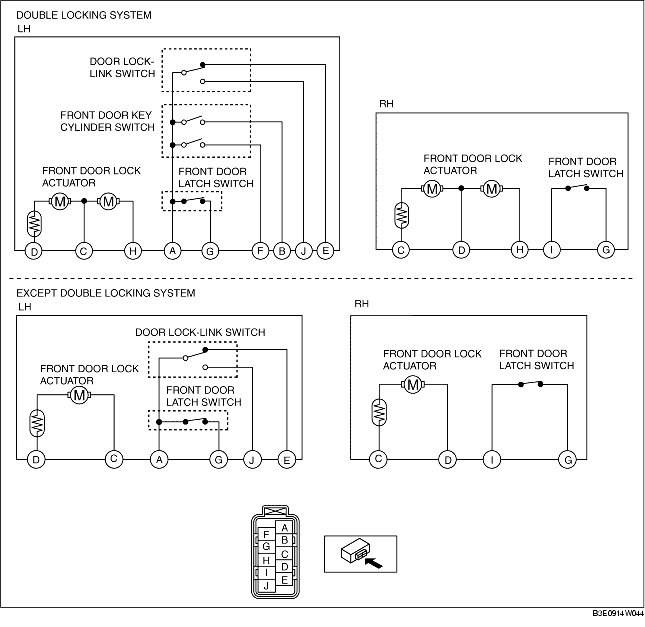 DOUBLE LOCKING SYSTEM
LH
DOOR LOCK-
LINK SWITCH
FRONT DOOR KEY
CYLINDER SWITCH
FRONT DOOR LOCK
ACTUATOR
FRONT DOOR
LATCH SWITCH
M M
D C H A G F B J E
RH
FRONT DOOR LOCK
ACTUATOR
FRONT DOOR
LATCH SWITCH
M M
C D H I G
EXCEPT DOUBLE LOCKING SYSTEM
LH
DOOR LOCK-LINK SWITCH
FRONT DOOR LOCK
ACTUATOR
FRONT DOOR
LATCH SWITCH
M
D C A G J E
RH
FRONT DOOR LOCK
ACTUATOR
FRONT DOOR
LATCH SWITCH
M
C D I G
A
F
B
G
C
H
D
I
E
J
B3E0914W044